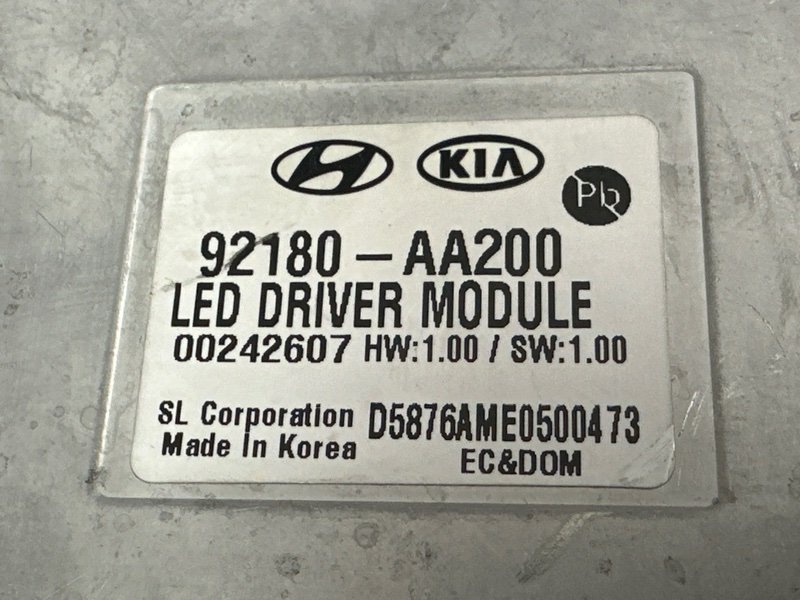 KIA
Pb
92180-AA200
LED DRIVER MODULE
00242607 HW:1.00 / SW:1.00
SL Corporation D5876AME0500473
Made In Korea EC&DOM